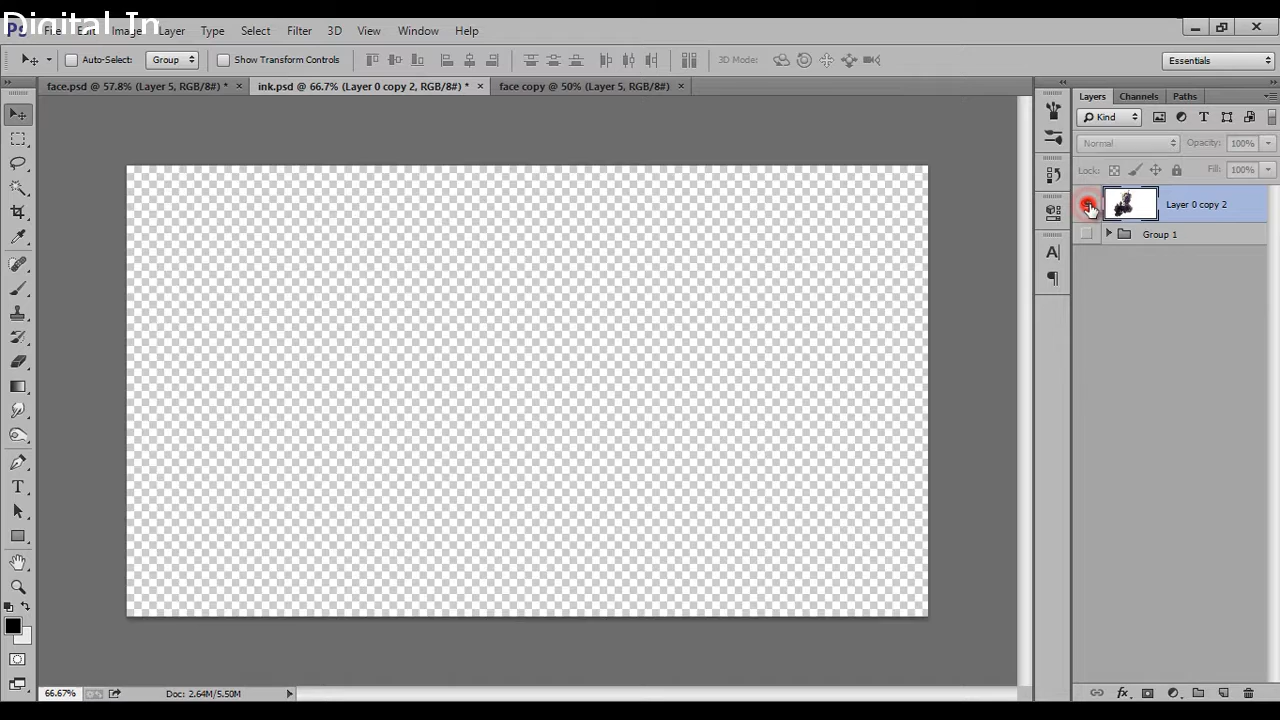 Digital In
Ps File Edit Image Layer Type Select Filter 3D View Window Help
Auto-Select: Group Show Transform Controls 3D Mode: Essentials
face.psd @ 57.8% (Layer 5, RGB/8#) * × ink.psd @ 66.7% (Layer 0 copy 2, RGB/8#) * × face copy @ 50% (Layer 5, RGB/8#) ×
Layers Channels Paths
Kind
Normal Opacity: 100%
Lock: Fill: 100%
Layer 0 copy 2
Group 1
66.67% Doc: 2.64M/5.50M